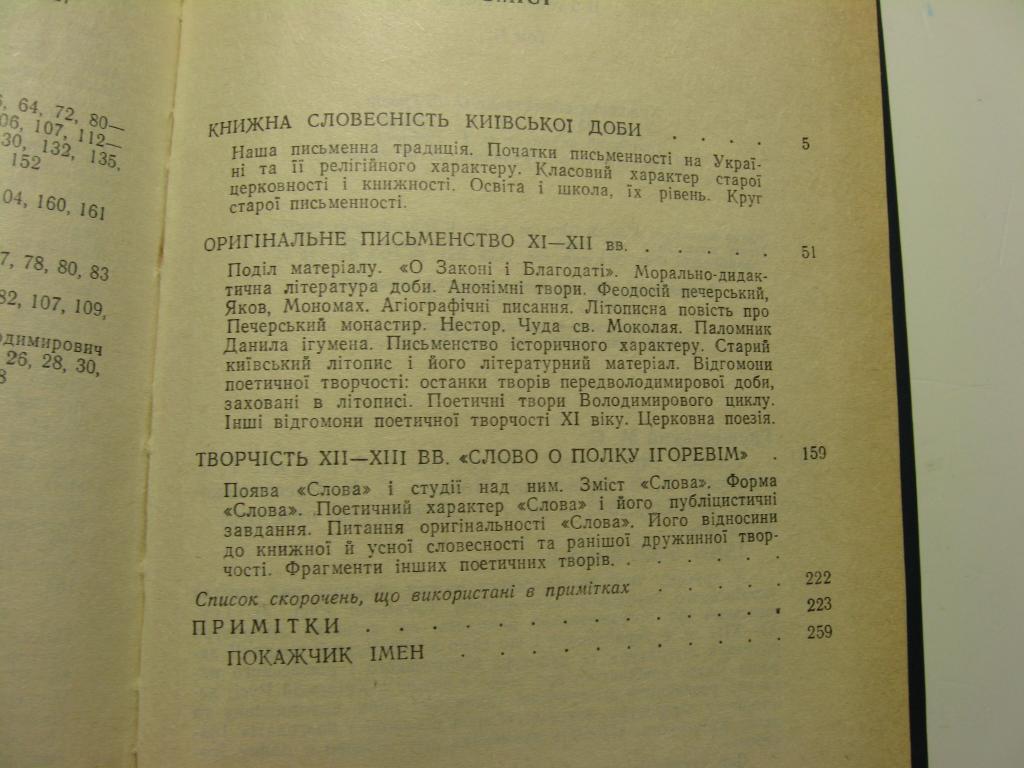 6, 64, 72, 80—
06, 107, 112—
30, 132, 135,
152
04, 160, 161
7, 78, 80, 83
82, 107, 109,
одимирович
26, 28, 30,
8
КНИЖНА СЛОВЕСНІСТЬ КИЇВСЬКОЇ ДОБИ . . . . 5
Наша письменна традиція. Початки письменності на Украї-
ні та її релігійного характеру. Класовий характер старої
церковності і книжності. Освіта і школа, їх рівень. Круг
старої письменності.
ОРИГІНАЛЬНЕ ПИСЬМЕНСТВО XI—XII вв. . . . . . 51
Поділ матеріалу. «О Законі і Благодаті». Морально-дидак-
тична література доби. Анонімні твори. Феодосій печерський,
Яков, Мономах. Агіографічні писання. Літописна повість про
Печерський монастир. Нестор. Чуда св. Моколая. Паломник
Данила ігумена. Письменство історичного характеру. Старий
київський літопис і його літературний матеріал. Відгомони
поетичної творчості: останки творів передволодимирової доби,
заховані в літописі. Поетичні твори Володимирового циклу.
Інші відгомони поетичної творчості XI віку. Церковна поезія.
ТВОРЧІСТЬ XII—XIII ВВ. «СЛОВО О ПОЛКУ ІГОРЕВІМ» . 159
Поява «Слова» і студії над ним. Зміст «Слова». Форма
«Слова». Поетичний характер «Слова» і його публіцистичні
завдання. Питання оригінальності «Слова». Його відносини
до книжної й усної словесності та ранішої дружинної твор-
чості. Фрагменти інших поетичних творів. . . . . . .
Список скорочень, що використані в примітках . . . . . 222
ПРИМІТКИ . . . . . . . . . . . . . 223
ПОКАЖЧИК ІМЕН . . . . . . . . . . 259